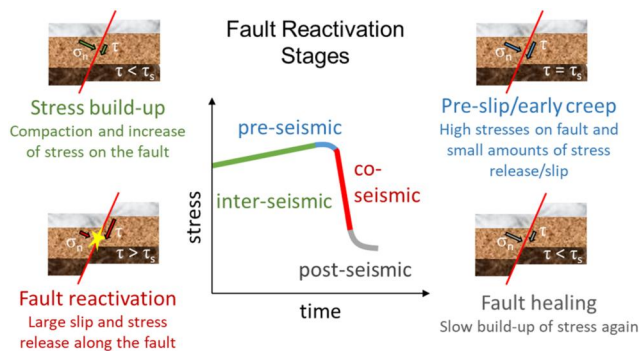 Fault Reactivation
Stages
σn τ
τ < τs
Stress build-up
Compaction and increase
of stress on the fault
σn τ
τ = τs
Pre-slip/early creep
High stresses on fault and
small amounts of stress
release/slip
pre-seismic
co-
seismic
inter-seismic
post-seismic
stress
time
σn τ
τ > τs
Fault reactivation
Large slip and stress
release along the fault
σn τ
τ < τs
Fault healing
Slow build-up of stress again